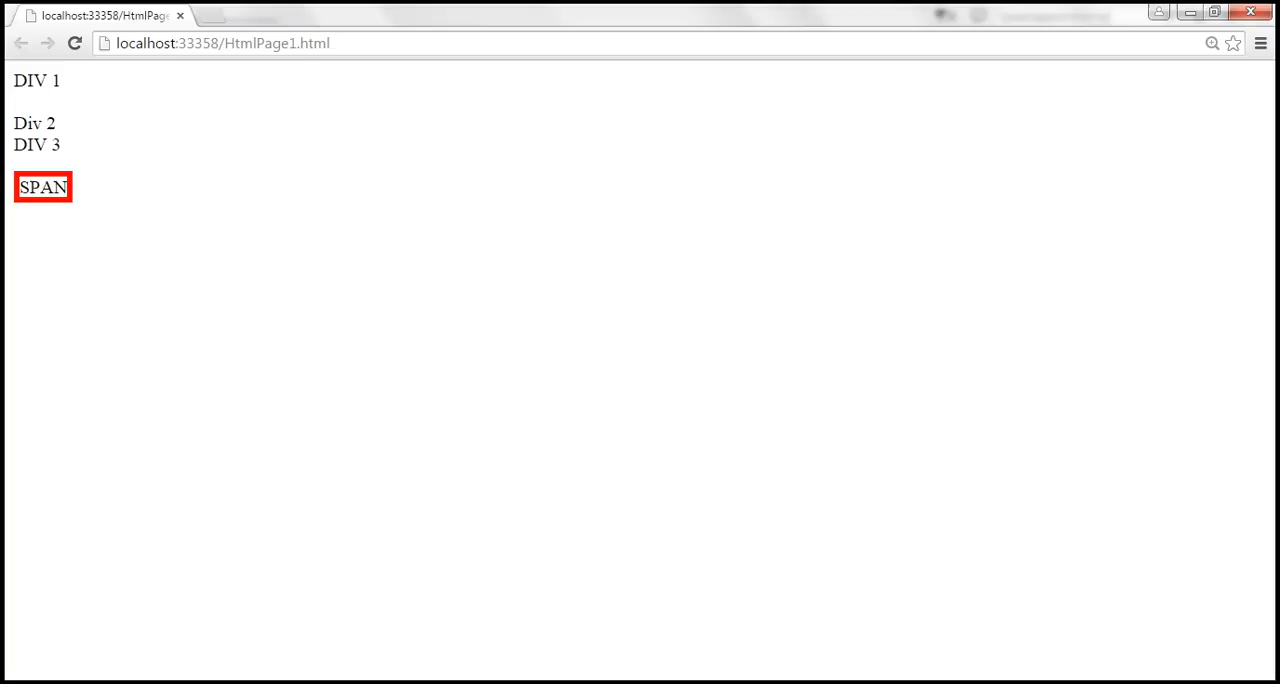 localhost:33358/HtmlPage
localhost:33358/HtmlPage1.html
DIV 1
Div 2
DIV 3
SPAN